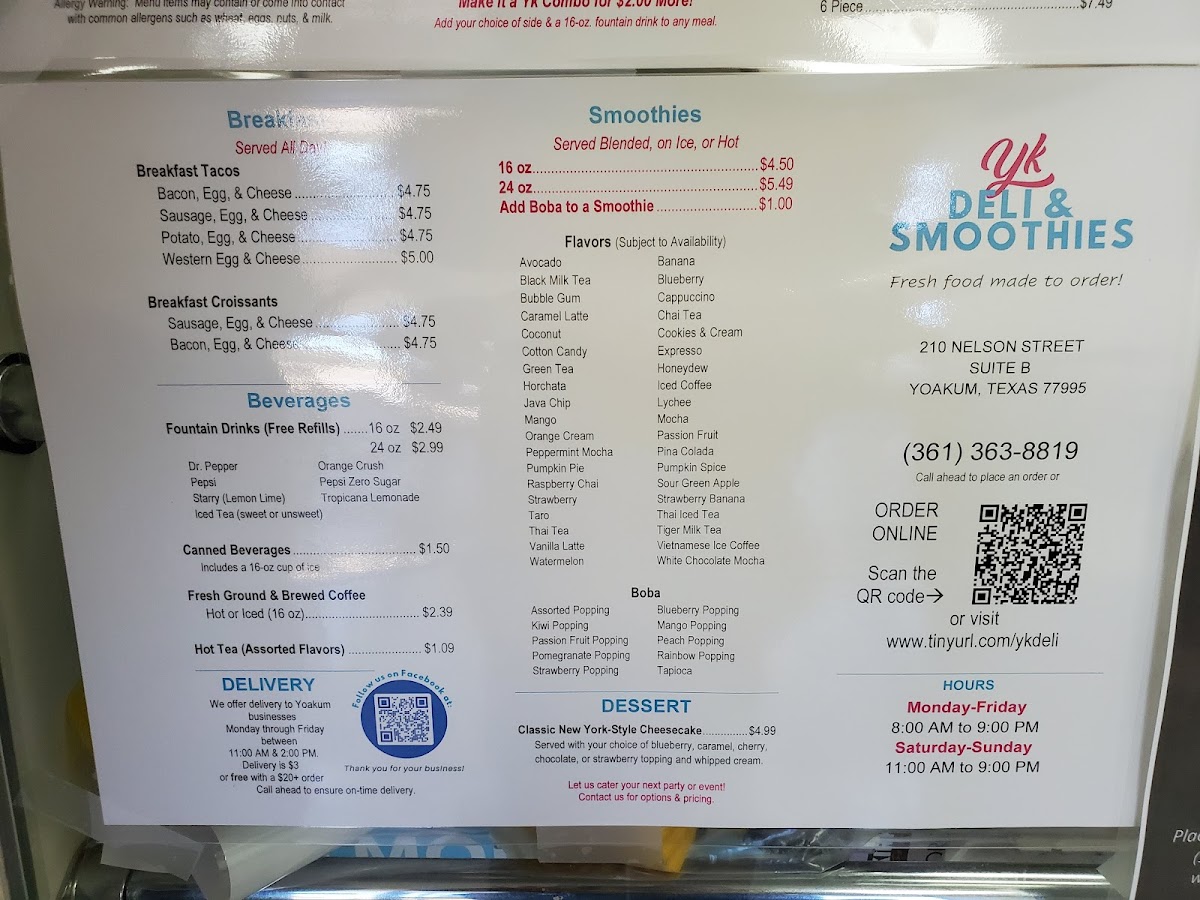 Allergy Warning: Menu items may contain or come into contact
with common allergens such as wheat, eggs, nuts, & milk.
Make it a Yk Combo for $2.00 More!
Add your choice of side & a 16-oz. fountain drink to any meal.
6 Piece $7.49
Breakfast
Served All Day!
Breakfast Tacos
Bacon, Egg, & Cheese $4.75
Sausage, Egg, & Cheese $4.75
Potato, Egg, & Cheese $4.75
Western Egg & Cheese $5.00
Breakfast Croissants
Sausage, Egg, & Cheese $4.75
Bacon, Egg, & Cheese $4.75
Beverages
Fountain Drinks (Free Refills) 16 oz $2.49
24 oz $2.99
Dr. Pepper Orange Crush
Pepsi Pepsi Zero Sugar
Starry (Lemon Lime) Tropicana Lemonade
Iced Tea (sweet or unsweet)
Canned Beverages $1.50
Includes a 16-oz cup of ice
Fresh Ground & Brewed Coffee
Hot or Iced (16 oz) $2.39
Hot Tea (Assorted Flavors) $1.09
DELIVERY
We offer delivery to Yoakum
businesses
Monday through Friday
between
11:00 AM & 2:00 PM.
Delivery is $3
or free with a $20+ order
Call ahead to ensure on-time delivery.
Follow us on Facebook at:
Thank you for your business!
Smoothies
Served Blended, on Ice, or Hot
16 oz $4.50
24 oz $5.49
Add Boba to a Smoothie $1.00
Flavors (Subject to Availability)
Avocado Banana
Black Milk Tea Blueberry
Bubble Gum Cappuccino
Caramel Latte Chai Tea
Coconut Cookies & Cream
Cotton Candy Expresso
Green Tea Honeydew
Horchata Iced Coffee
Java Chip Lychee
Mango Mocha
Orange Cream Passion Fruit
Peppermint Mocha Pina Colada
Pumpkin Pie Pumpkin Spice
Raspberry Chai Sour Green Apple
Strawberry Strawberry Banana
Taro Thai Iced Tea
Thai Tea Tiger Milk Tea
Vanilla Latte Vietnamese Ice Coffee
Watermelon White Chocolate Mocha
Boba
Assorted Popping Blueberry Popping
Kiwi Popping Mango Popping
Passion Fruit Popping Peach Popping
Pomegranate Popping Rainbow Popping
Strawberry Popping Tapioca
DESSERT
Classic New York-Style Cheesecake $4.99
Served with your choice of blueberry, caramel, cherry,
chocolate, or strawberry topping and whipped cream.
Let us cater your next party or event!
Contact us for options & pricing.
Yk
DELI &
SMOOTHIES
Fresh food made to order!
210 NELSON STREET
SUITE B
YOAKUM, TEXAS 77995
(361) 363-8819
Call ahead to place an order or
ORDER
ONLINE
Scan the
QR code→
or visit
www.tinyurl.com/ykdeli
HOURS
Monday-Friday
8:00 AM to 9:00 PM
Saturday-Sunday
11:00 AM to 9:00 PM